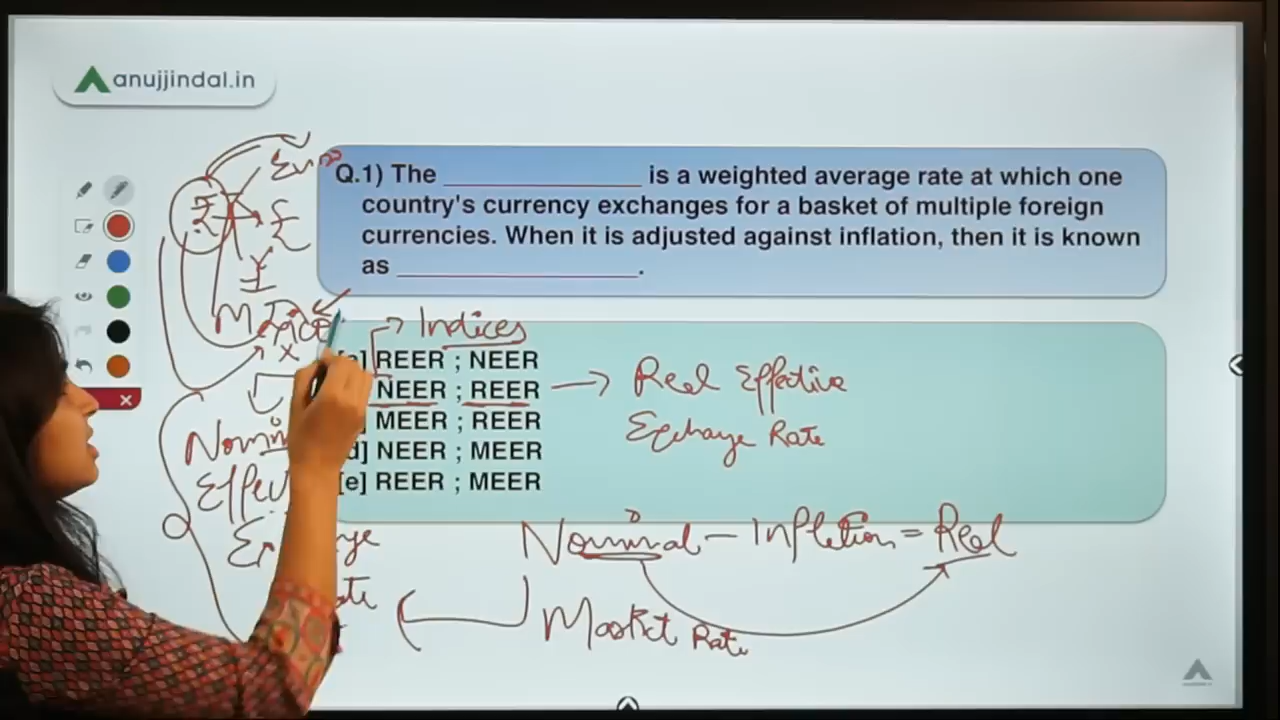 anujjindal.in
Q.1) The ____________ is a weighted average rate at which one
country's currency exchanges for a basket of multiple foreign
currencies. When it is adjusted against inflation, then it is known
as ______________.
₹ £
¥
Indices
[a] REER ; NEER
NEER ; REER → Real Effective
Exchange Rate
MEER ; REER
d] NEER ; MEER
[e] REER ; MEER
Nominal - Inflation = Real
Market Rate